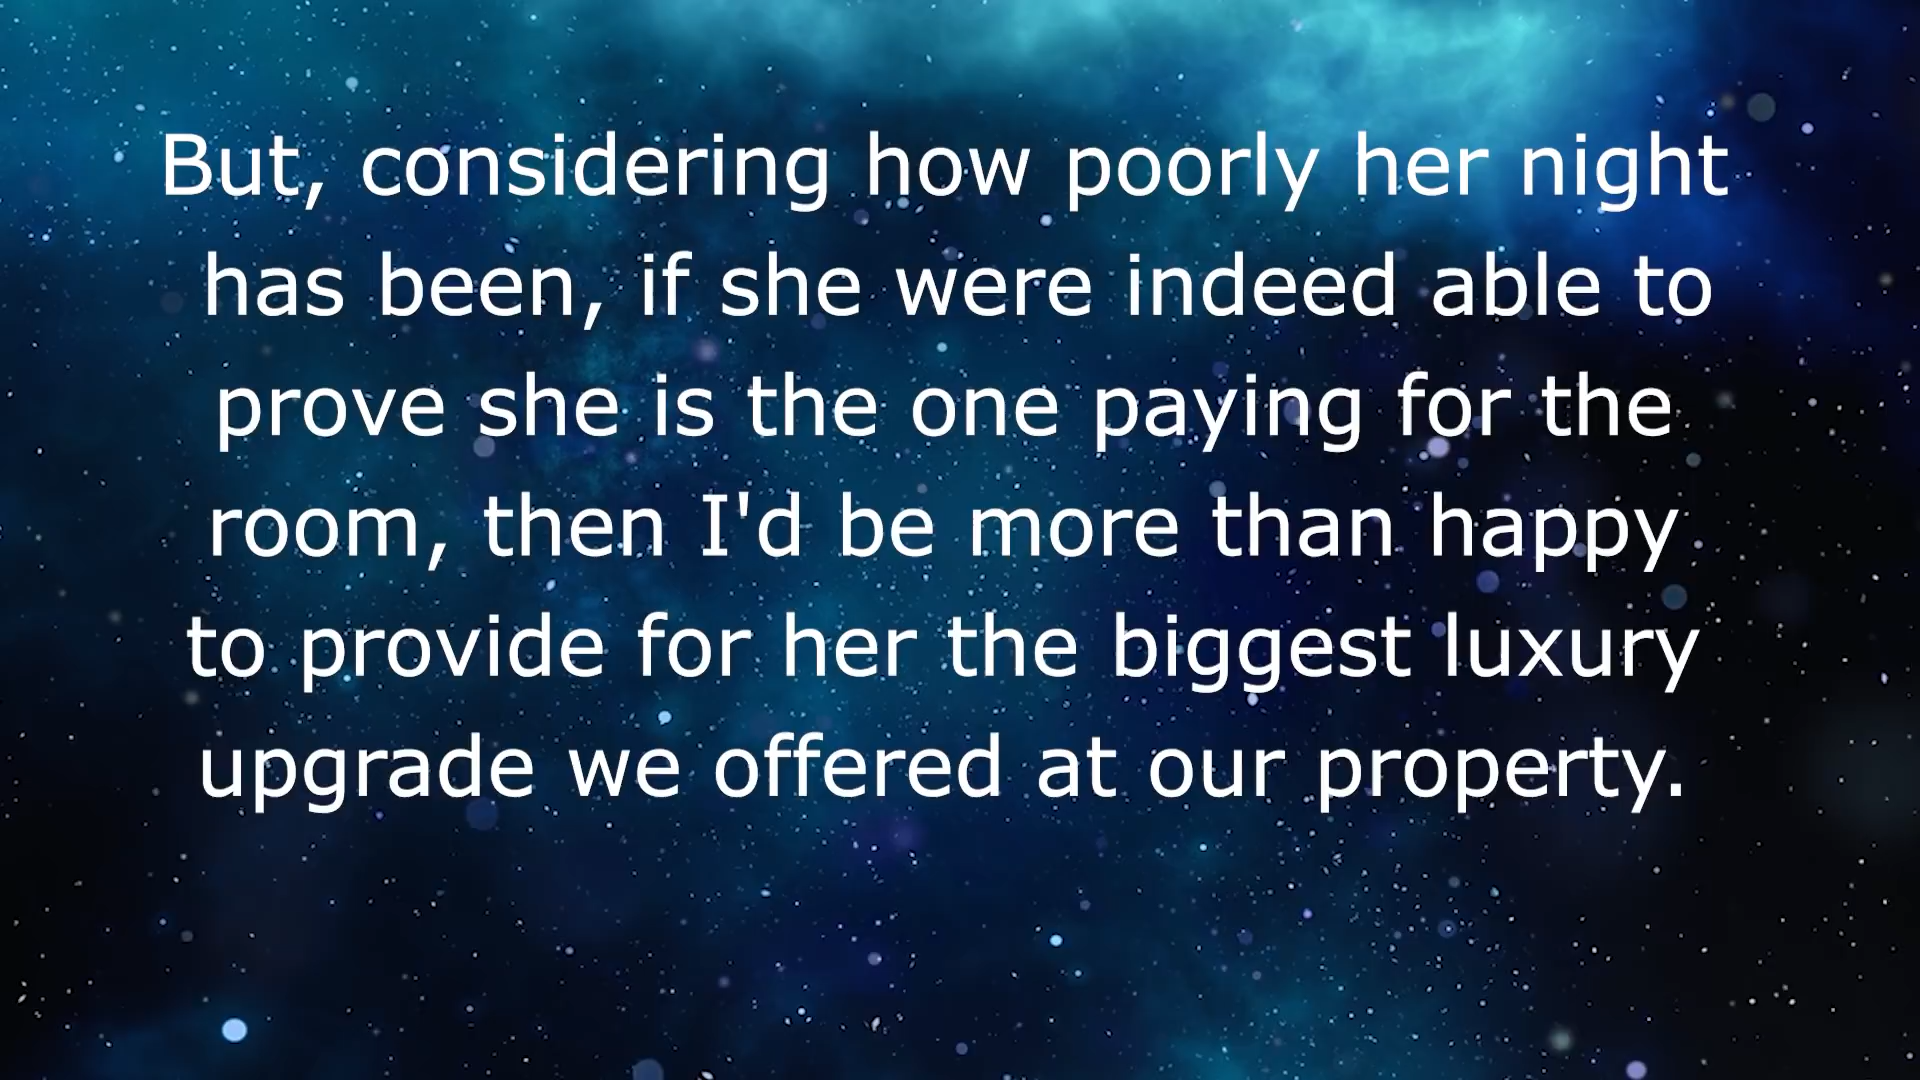 But, considering how poorly her night
has been, if she were indeed able to
prove she is the one paying for the
room, then I'd be more than happy
to provide for her the biggest luxury
upgrade we offered at our property.